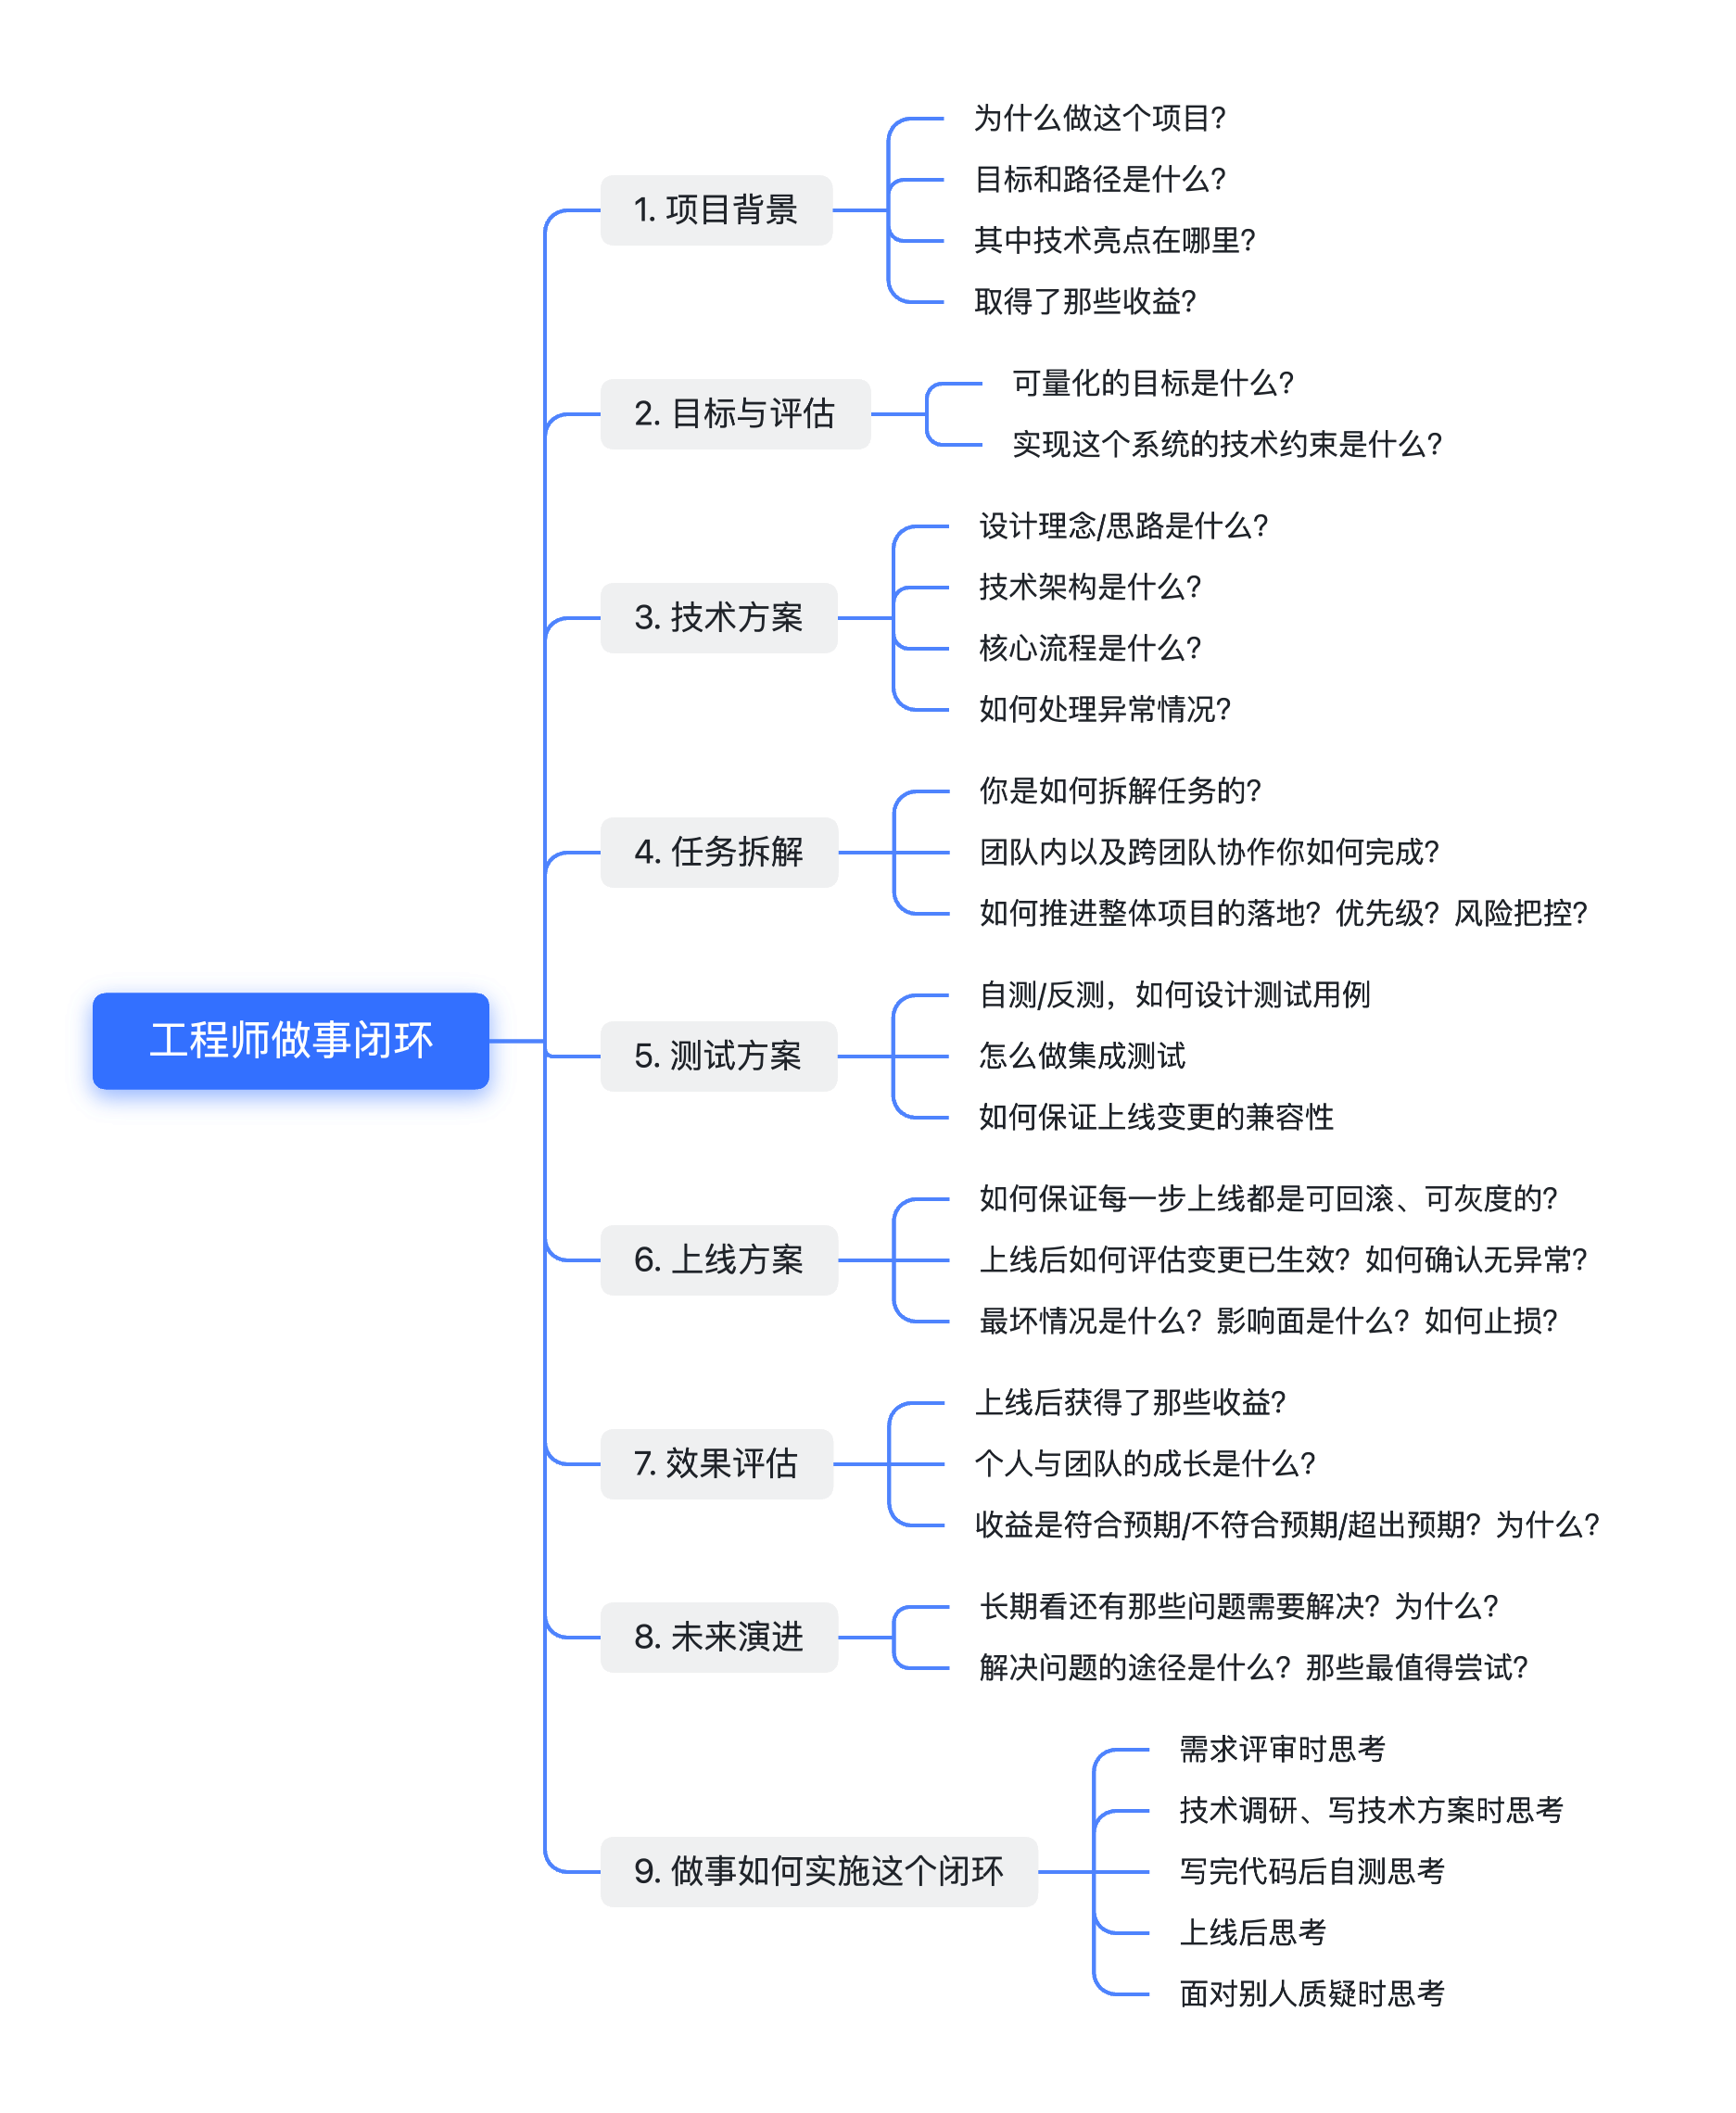 工程师做事闭环
1. 项目背景
为什么做这个项目?
目标和路径是什么?
其中技术亮点在哪里?
取得了那些收益?
2. 目标与评估
可量化的目标是什么?
实现这个系统的技术约束是什么?
3. 技术方案
设计理念/思路是什么?
技术架构是什么?
核心流程是什么?
如何处理异常情况?
4. 任务拆解
你是如何拆解任务的?
团队内以及跨团队协作你如何完成?
如何推进整体项目的落地? 优先级? 风险把控?
5. 测试方案
自测/反测，如何设计测试用例
怎么做集成测试
如何保证上线变更的兼容性
6. 上线方案
如何保证每一步上线都是可回滚、可灰度的?
上线后如何评估变更已生效? 如何确认无异常?
最坏情况是什么? 影响面是什么? 如何止损?
7. 效果评估
上线后获得了那些收益?
个人与团队的成长是什么?
收益是符合预期/不符合预期/超出预期? 为什么?
8. 未来演进
长期看还有那些问题需要解决? 为什么?
解决问题的途径是什么? 那些最值得尝试?
9. 做事如何实施这个闭环
需求评审时思考
技术调研、写技术方案时思考
写完代码后自测思考
上线后思考
面对别人质疑时思考